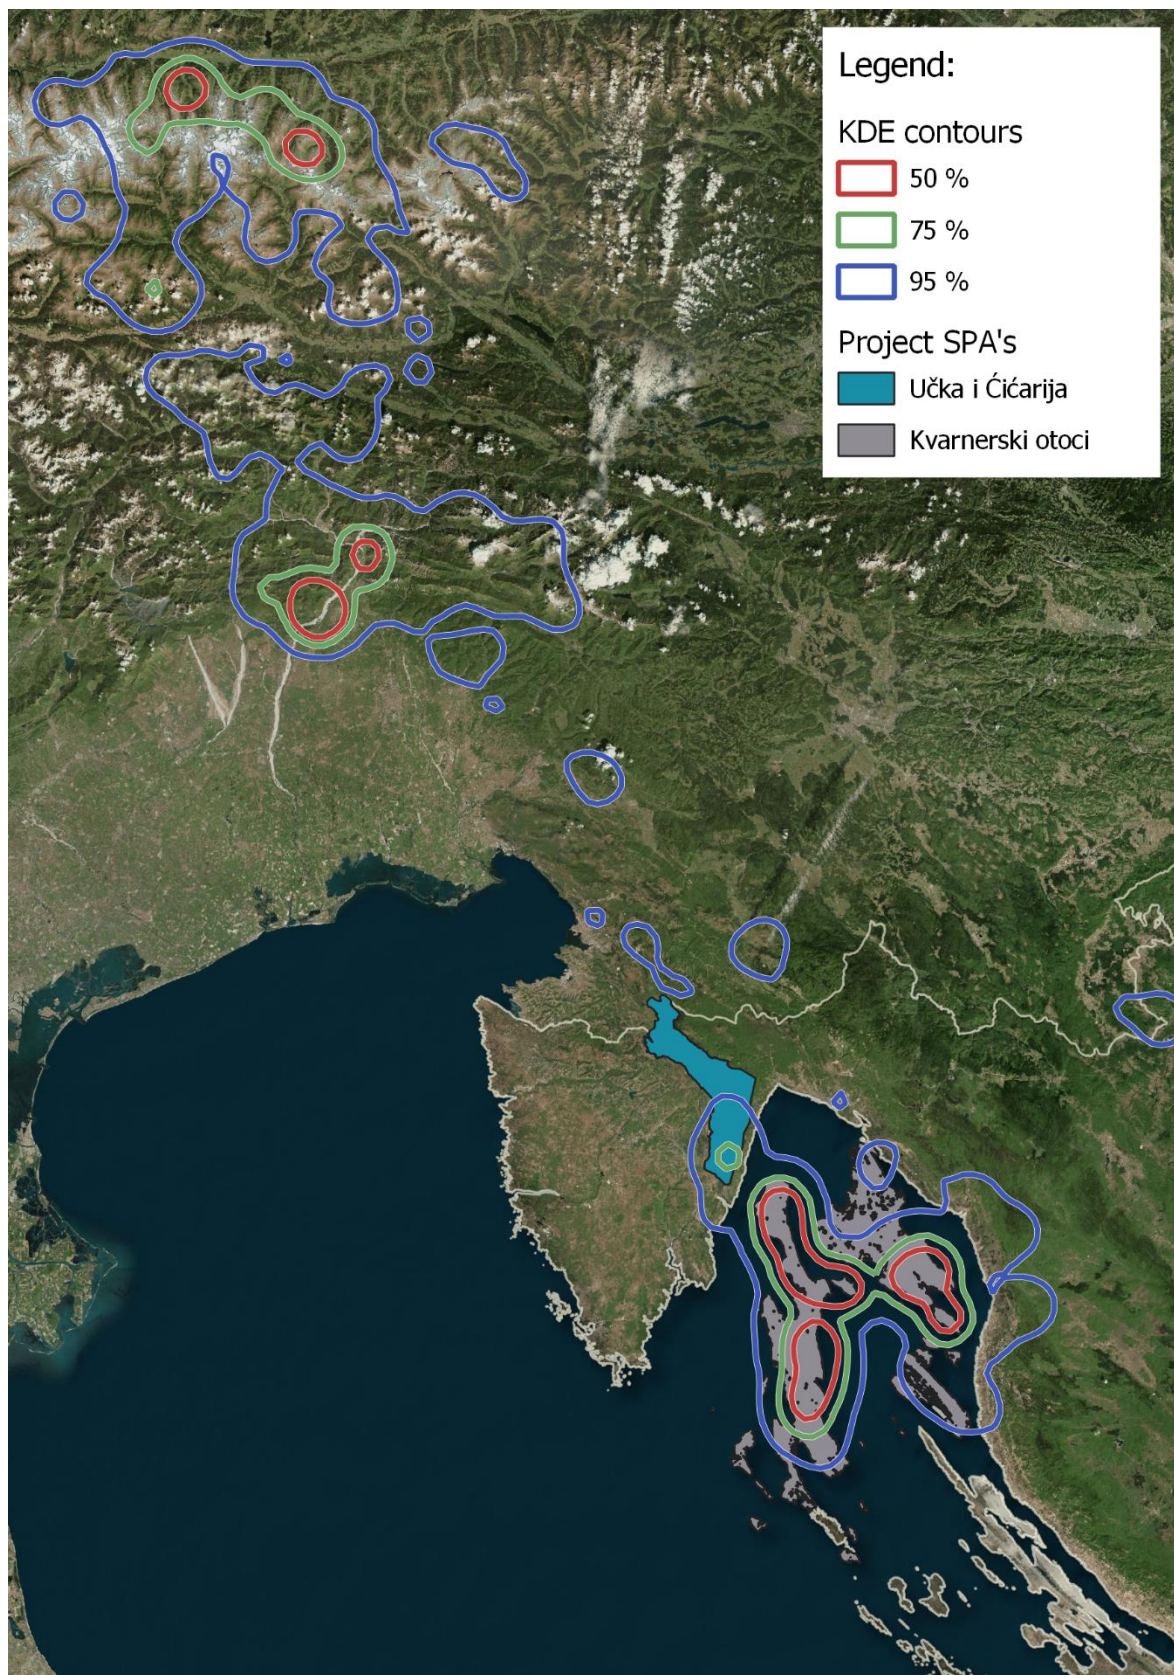 Legend:
KDE contours
50 %
75 %
95 %
Project SPA's
Učka i Ćićarija
Kvarnerski otoci